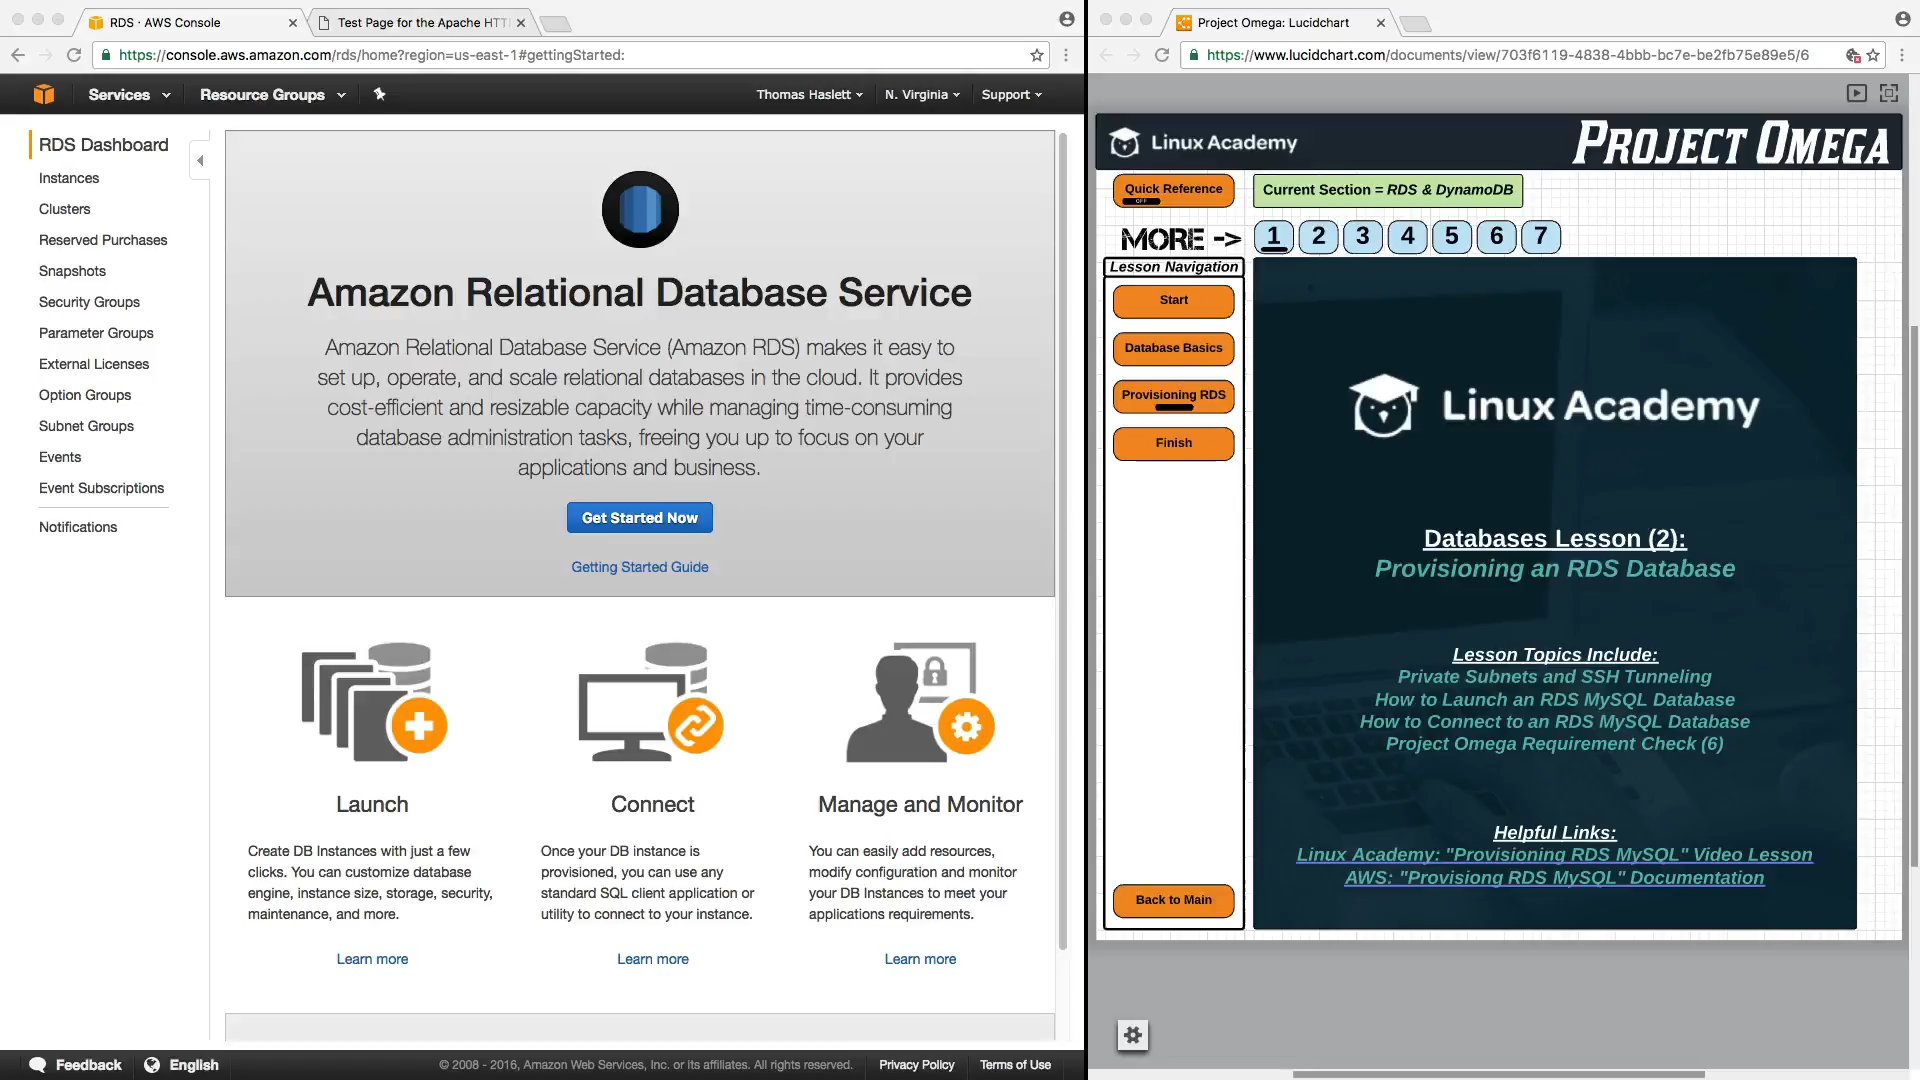 RDS · AWS Console
Test Page for the Apache HTT
https://console.aws.amazon.com/rds/home?region=us-east-1#gettingStarted:
Services
Resource Groups
Thomas Haslett
N. Virginia
Support
RDS Dashboard
Instances
Clusters
Reserved Purchases
Snapshots
Security Groups
Parameter Groups
External Licenses
Option Groups
Subnet Groups
Events
Event Subscriptions
Notifications
Amazon Relational Database Service
Amazon Relational Database Service (Amazon RDS) makes it easy to
set up, operate, and scale relational databases in the cloud. It provides
cost-efficient and resizable capacity while managing time-consuming
database administration tasks, freeing you up to focus on your
applications and business.
Get Started Now
Getting Started Guide
Launch
Create DB Instances with just a few
clicks. You can customize database
engine, instance size, storage, security,
maintenance, and more.
Learn more
Connect
Once your DB instance is
provisioned, you can use any
standard SQL client application or
utility to connect to your instance.
Learn more
Manage and Monitor
You can easily add resources,
modify configuration and monitor
your DB Instances to meet your
applications requirements.
Learn more
Feedback
English
© 2008 - 2016, Amazon Web Services, Inc. or its affiliates. All rights reserved.
Privacy Policy
Terms of Use
Project Omega: Lucidchart
https://www.lucidchart.com/documents/view/703f6119-4838-4bbb-bc7e-be2fb75e89e5/6
Linux Academy
PROJECT OMEGA
Quick Reference
OFF
Current Section = RDS & DynamoDB
MORE ->
1 2 3 4 5 6 7
Lesson Navigation
Start
Database Basics
Provisioning RDS
Finish
Back to Main
Linux Academy
Databases Lesson (2):
Provisioning an RDS Database
Lesson Topics Include:
Private Subnets and SSH Tunneling
How to Launch an RDS MySQL Database
How to Connect to an RDS MySQL Database
Project Omega Requirement Check (6)
Helpful Links:
Linux Academy: "Provisioning RDS MySQL" Video Lesson
AWS: "Provisiong RDS MySQL" Documentation